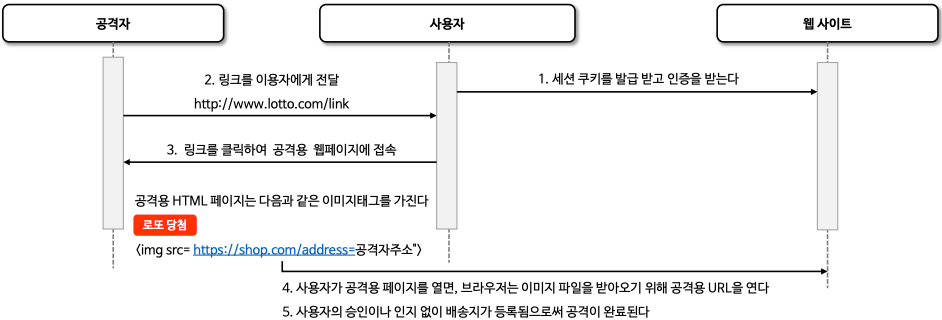 공격자
사용자
웹 사이트
1. 세션 쿠키를 발급 받고 인증을 받는다
2. 링크를 이용자에게 전달
http://www.lotto.com/link
3. 링크를 클릭하여 공격용 웹페이지에 접속
공격용 HTML 페이지는 다음과 같은 이미지태그를 가진다
로또 당첨
<img src= https://shop.com/address=공격자주소">
4. 사용자가 공격용 페이지를 열면, 브라우저는 이미지 파일을 받아오기 위해 공격용 URL을 연다
5. 사용자의 승인이나 인지 없이 배송지가 등록됨으로써 공격이 완료된다